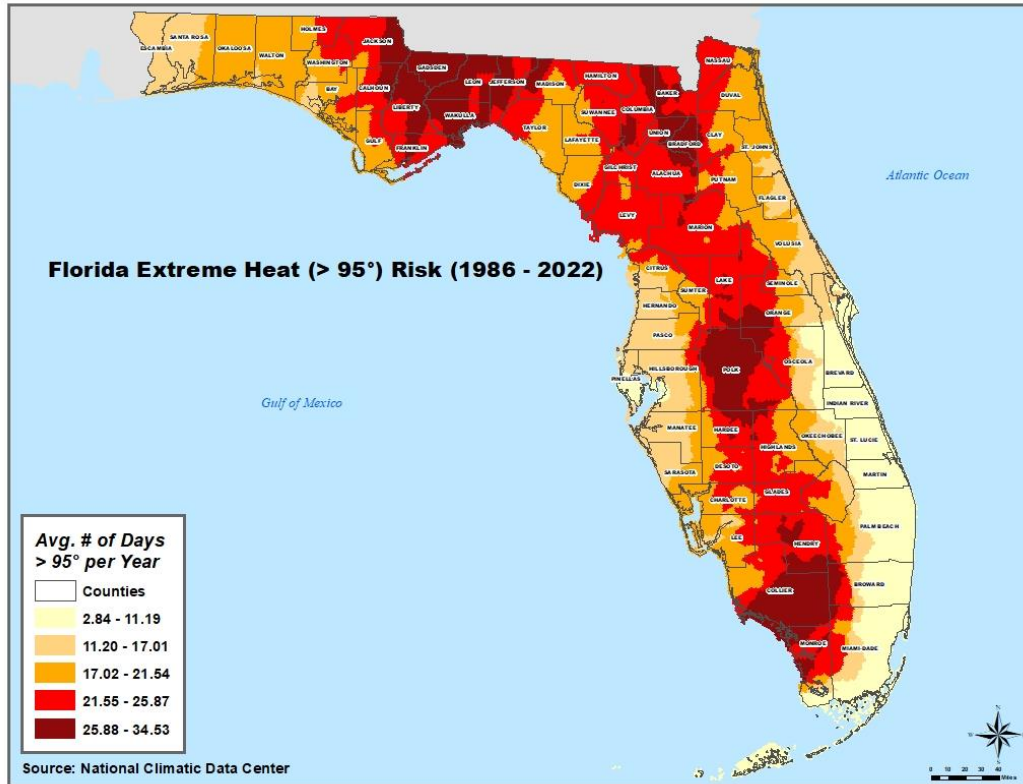 HOLMES
SANTA ROSA
ESCAMBIA
OKALOOSA
WALTON
JACKSON
WASHINGTON
BAY
CALHOUN
GADSDEN
LEON
JEFFERSON
MADISON
HAMILTON
NASSAU
LIBERTY
WAKULLA
GULF
FRANKLIN
TAYLOR
SUWANNEE
COLUMBIA
BAKER
DUVAL
LAFAYETTE
UNION
BRADFORD
CLAY
ST. JOHNS
DIXIE
GILCHRIST
ALACHUA
PUTNAM
FLAGLER
Atlantic Ocean
LEVY
MARION
VOLUSIA
Florida Extreme Heat (> 95°) Risk (1986 - 2022)
CITRUS
LAKE
SEMINOLE
SUMTER
HERNANDO
ORANGE
PASCO
OSCEOLA
HILLSBOROUGH
POLK
BREVARD
PINELLAS
INDIAN RIVER
Gulf of Mexico
MANATEE
HARDEE
OKEECHOBEE
ST. LUCIE
HIGHLANDS
SARASOTA
DESOTO
MARTIN
CHARLOTTE
GLADES
PALM BEACH
LEE
HENDRY
COLLIER
BROWARD
MONROE
MIAMI-DADE
Avg. # of Days
> 95° per Year
Counties
2.84 - 11.19
11.20 - 17.01
17.02 - 21.54
21.55 - 25.87
25.88 - 34.53
Source: National Climatic Data Center
N
W
E
S
0 10 20 30 40
Miles